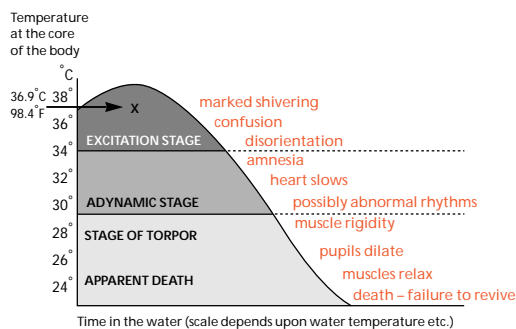 Temperature
at the core
of the body
°C
36.9°C
98.4°F
38°
36°
34°
32°
30°
28°
26°
24°
X
EXCITATION STAGE
ADYNAMIC STAGE
STAGE OF TORPOR
APPARENT DEATH
marked shivering
confusion
disorientation
amnesia
heart slows
possibly abnormal rhythms
muscle rigidity
pupils dilate
muscles relax
death – failure to revive
Time in the water (scale depends upon water temperature etc.)